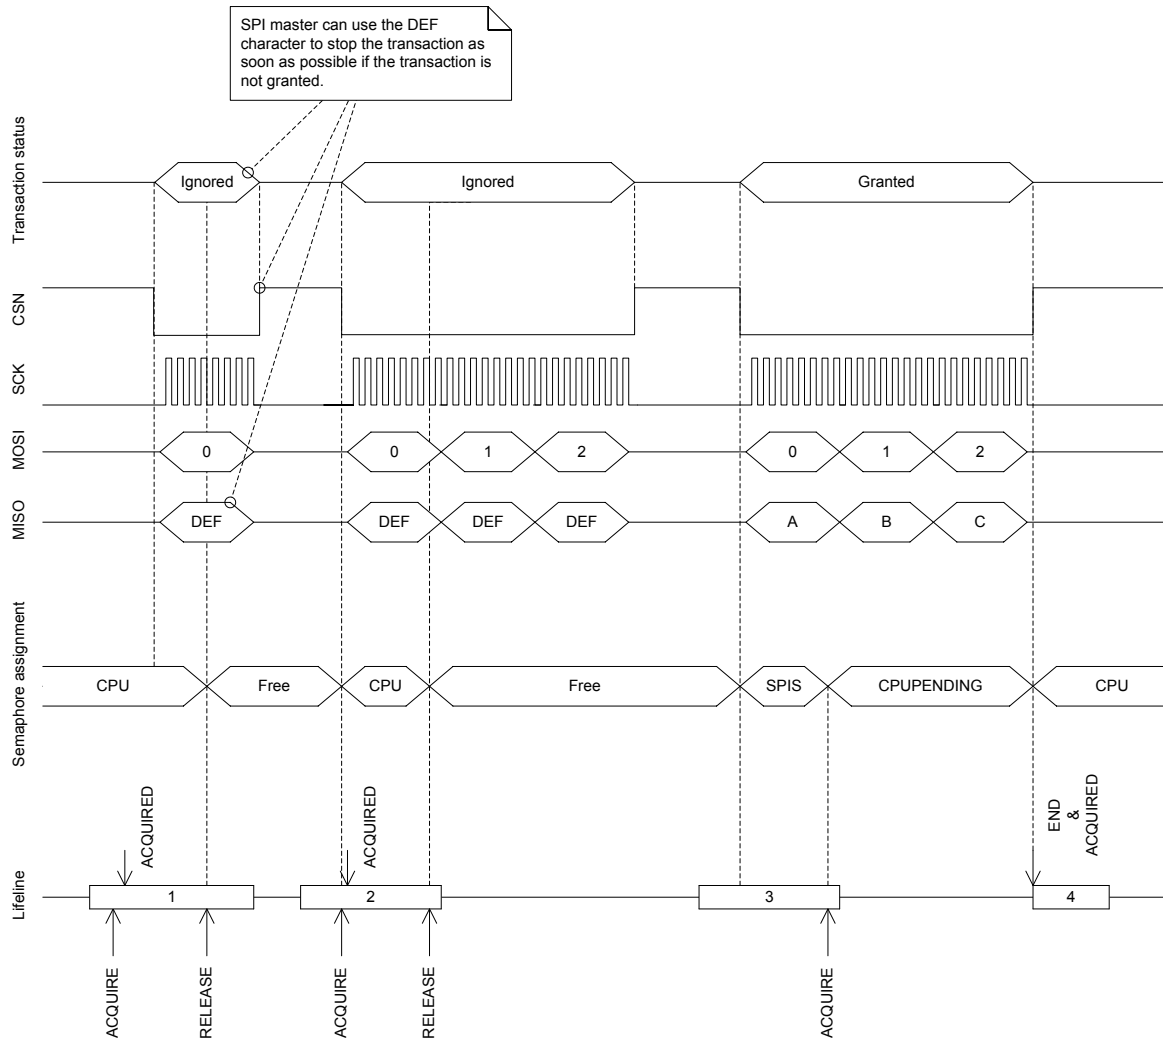 SPI master can use the DEF
character to stop the transaction as
soon as possible if the transaction is
not granted.
Transaction status
Ignored
Ignored
Granted
CSN
SCK
MOSI
0
0
1
2
0
1
2
MISO
DEF
DEF
DEF
DEF
A
B
C
Semaphore assignment
CPU
Free
CPU
Free
SPIS
CPUPENDING
CPU
ACQUIRED
ACQUIRED
END
&
ACQUIRED
Lifeline
1
2
3
4
ACQUIRE
RELEASE
ACQUIRE
RELEASE
ACQUIRE